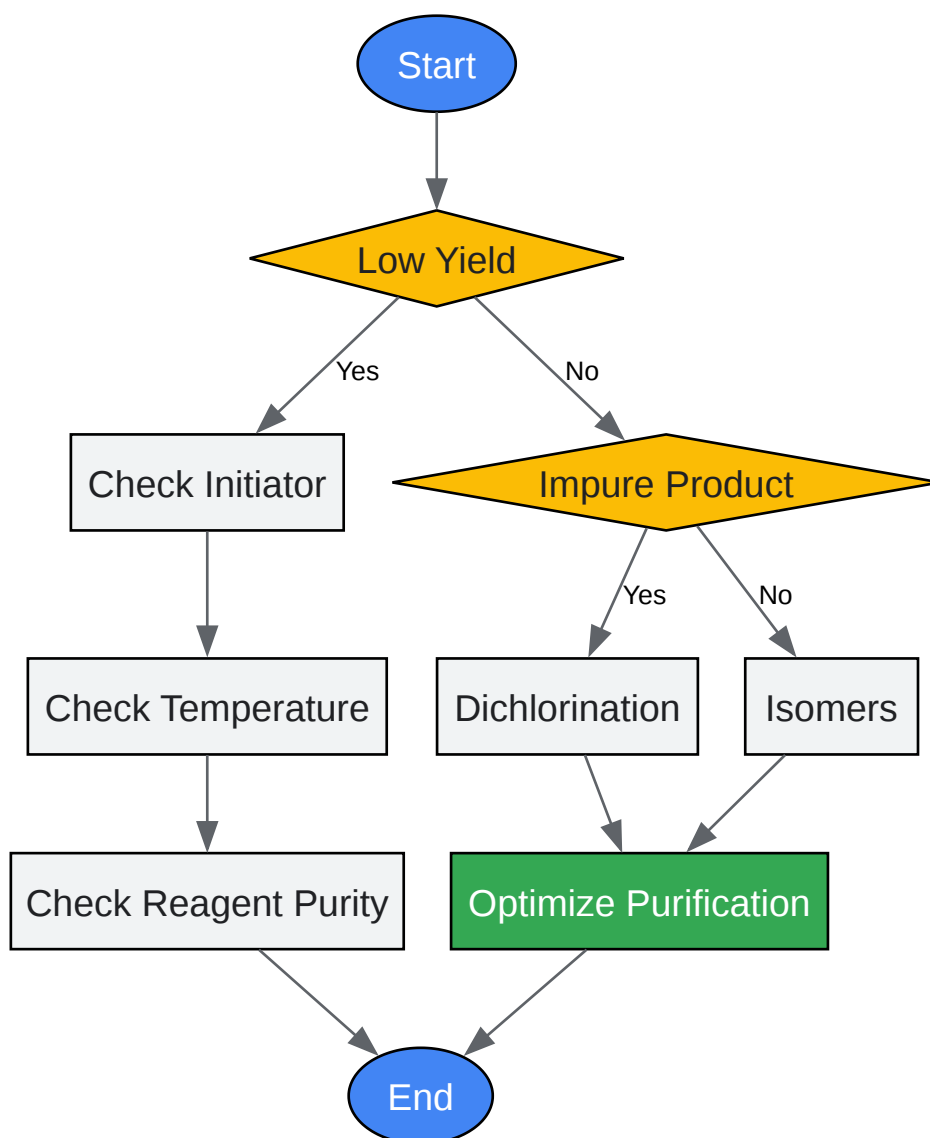 Start
Low Yield
Yes
No
Check Initiator
Impure Product
Yes
No
Check Temperature
Dichlorination
Isomers
Check Reagent Purity
Optimize Purification
End